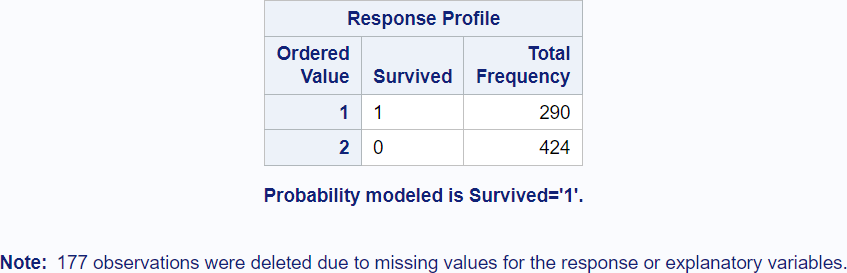 Response Profile
Ordered Value Survived Total Frequency
1 1 290
2 0 424
Probability modeled is Survived='1'.
Note: 177 observations were deleted due to missing values for the response or explanatory variables.